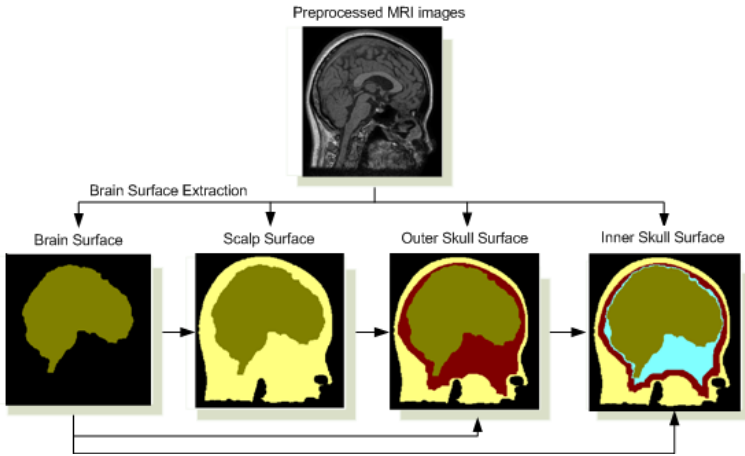 Preprocessed MRI images
Brain Surface Extraction
Brain Surface
Scalp Surface
Outer Skull Surface
Inner Skull Surface